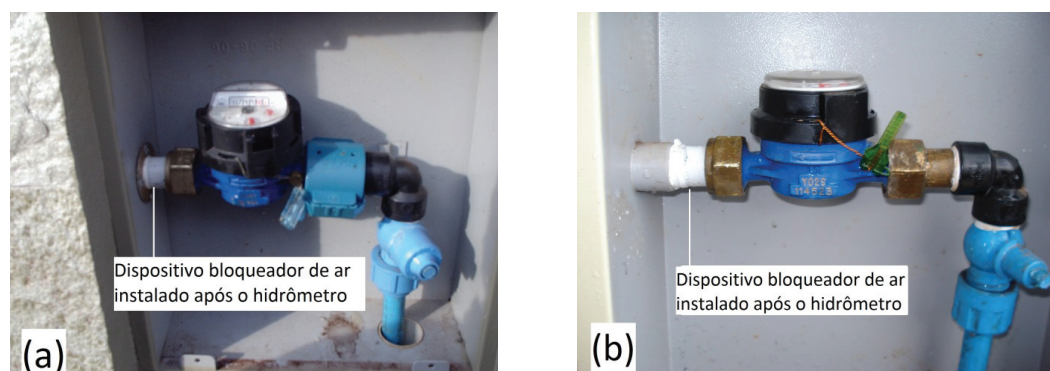 Dispositivo bloqueador de ar
instalado após o hidrômetro
(a)
Dispositivo bloqueador de ar
instalado após o hidrômetro
(b)